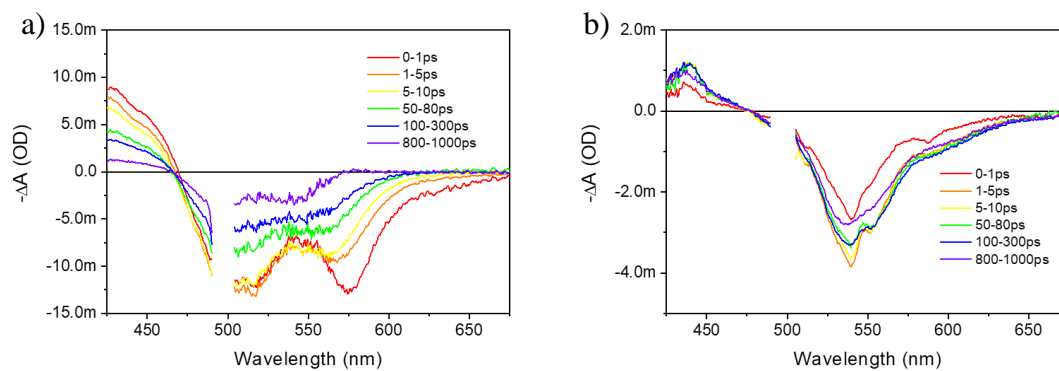 a)
15.0m
10.0m
5.0m
0.0
-5.0m
-10.0m
-15.0m
-ΔA (OD)
0-1ps
1-5ps
5-10ps
50-80ps
100-300ps
800-1000ps
450
500
550
600
650
Wavelength (nm)
b)
2.0m
0.0
-2.0m
-4.0m
-ΔA (OD)
0-1ps
1-5ps
5-10ps
50-80ps
100-300ps
800-1000ps
450
500
550
600
650
Wavelength (nm)